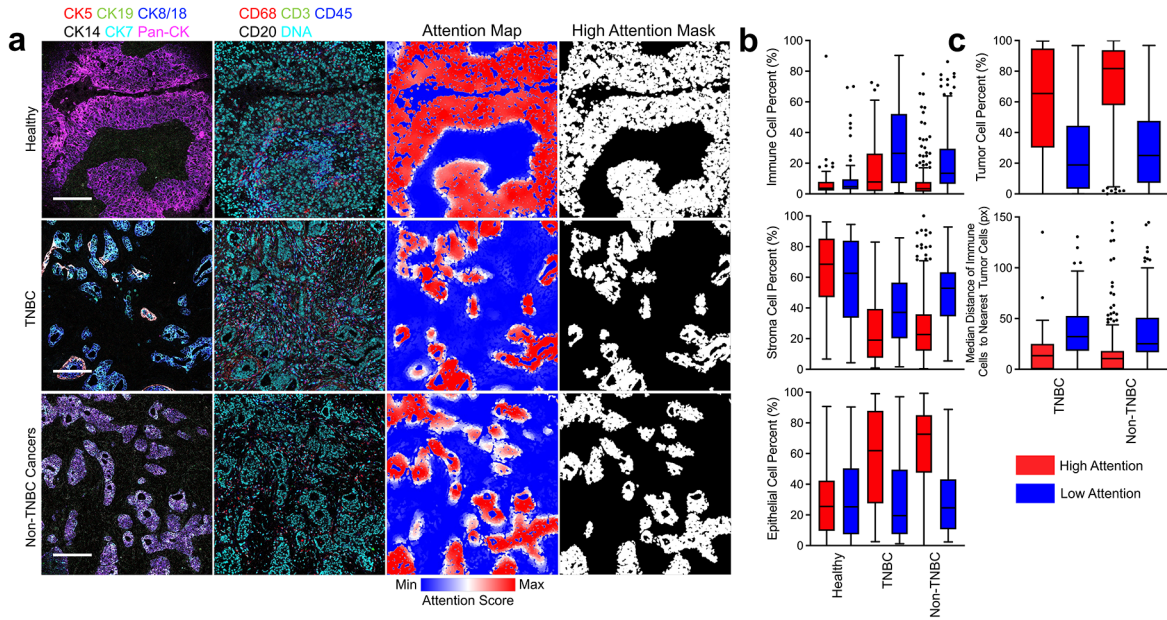 a
CK5 CK19 CK8/18
CK14 CK7 Pan-CK
CD68 CD3 CD45
CD20 DNA
Attention Map
High Attention Mask
Healthy
TNBC
Non-TNBC Cancers
Min
Max
Attention Score
b
Immune Cell Percent (%)
100
80
60
40
20
0
Stroma Cell Percent (%)
100
80
60
40
20
0
Epithelial Cell Percent (%)
100
80
60
40
20
0
Healthy
TNBC
Non-TNBC
c
Tumor Cell Percent (%)
100
80
60
40
20
0
Median Distance of Immune
Cells to Nearest Tumor Cells (px)
150
100
50
0
TNBC
Non-TNBC
High Attention
Low Attention